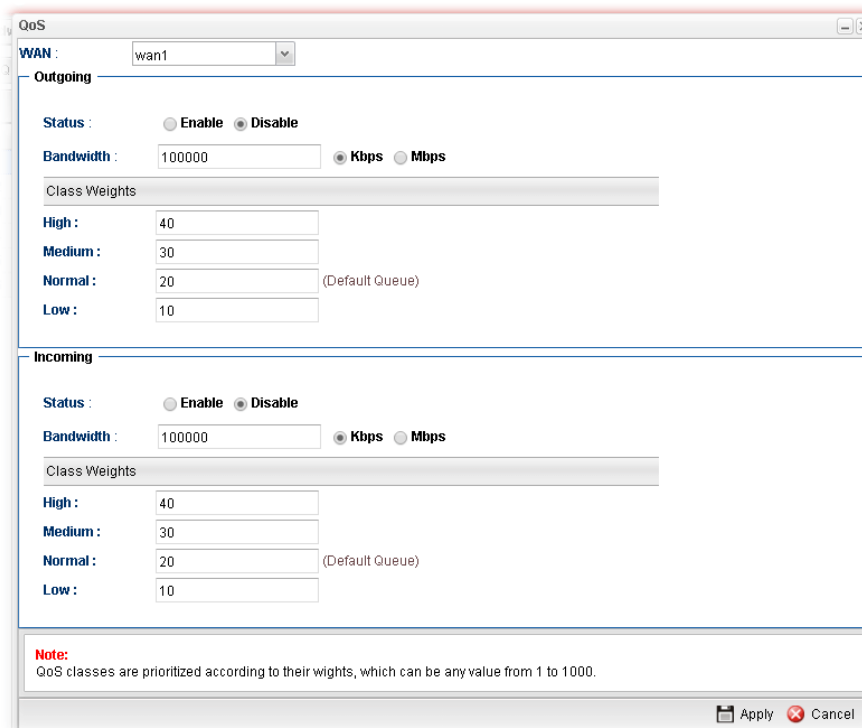 QoS
WAN : wan1
Outgoing
Status : Enable Disable
Bandwidth : 100000 Kbps Mbps
Class Weights
High : 40
Medium : 30
Normal : 20 (Default Queue)
Low : 10
Incoming
Status : Enable Disable
Bandwidth : 100000 Kbps Mbps
Class Weights
High : 40
Medium : 30
Normal : 20 (Default Queue)
Low : 10
Note:
QoS classes are prioritized according to their wights, which can be any value from 1 to 1000.
Apply Cancel